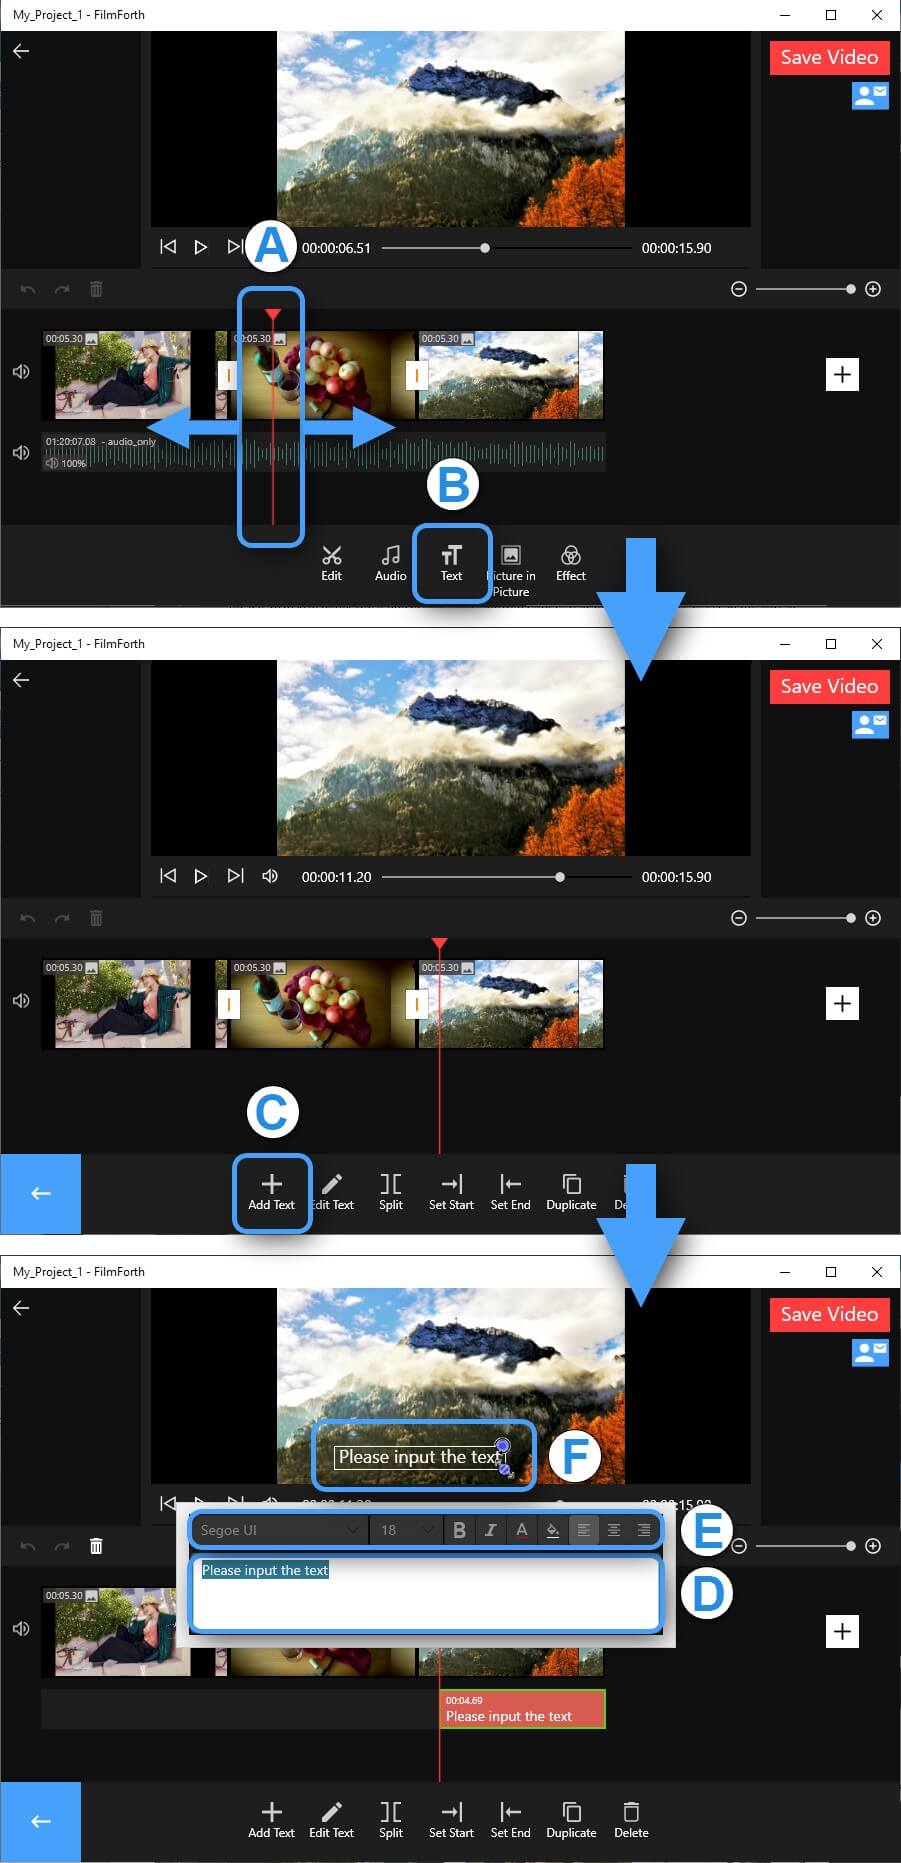 My_Project_1 - FilmForth
Save Video
A
00:00:06.51
00:00:15.90
00:05.30
00:05.30
00:05.30
01:20:07.08 - audio_only
100%
B
Edit
Audio
Text
Picture in
Picture
Effect
My_Project_1 - FilmForth
Save Video
00:00:11.20
00:00:15.90
00:05.30
00:05.30
00:05.30
C
Add Text
Edit Text
Split
Set Start
Set End
Duplicate
De
My_Project_1 - FilmForth
Save Video
Please input the text
F
Segoe UI
18
B
I
A
E
Please input the text
D
00:05.30
00:04.69
Please input the text
Add Text
Edit Text
Split
Set Start
Set End
Duplicate
Delete